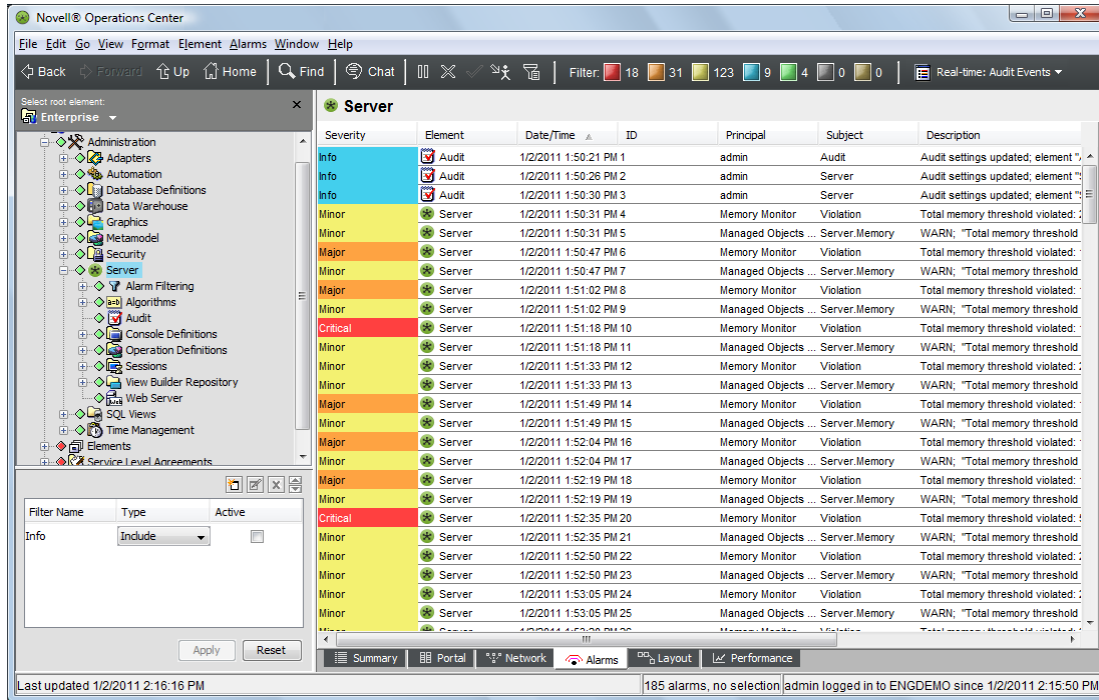 Novell® Operations Center
File Edit Go View Format Element Alarms Window Help
Back Forward Up Home Find Chat Filter: 18 31 123 9 4 0 0 Real-time: Audit Events
Select root element:
Enterprise
Administration
Adapters
Automation
Database Definitions
Data Warehouse
Graphics
Metamodel
Security
Server
Alarm Filtering
Algorithms
Audit
Console Definitions
Operation Definitions
Sessions
View Builder Repository
Web Server
SQL Views
Time Management
Elements
Service Level Agreements
Filter Name Type Active
Info Include
Apply Reset
Server
Severity Element Date/Time ID Principal Subject Description
Info Audit 1/2/2011 1:50:21 PM 1 admin Audit Audit settings updated; element "
Info Audit 1/2/2011 1:50:26 PM 2 admin Server Audit settings updated; element "
Info Audit 1/2/2011 1:50:30 PM 3 admin Server Audit settings updated; element "
Minor Server 1/2/2011 1:50:31 PM 4 Memory Monitor Violation Total memory threshold violated:
Minor Server 1/2/2011 1:50:31 PM 5 Managed Objects ... Server.Memory WARN; "Total memory threshold
Major Server 1/2/2011 1:50:47 PM 6 Memory Monitor Violation Total memory threshold violated:
Minor Server 1/2/2011 1:50:47 PM 7 Managed Objects ... Server.Memory WARN; "Total memory threshold
Major Server 1/2/2011 1:51:02 PM 8 Memory Monitor Violation Total memory threshold violated:
Minor Server 1/2/2011 1:51:02 PM 9 Managed Objects ... Server.Memory WARN; "Total memory threshold
Critical Server 1/2/2011 1:51:18 PM 10 Memory Monitor Violation Total memory threshold violated:
Minor Server 1/2/2011 1:51:18 PM 11 Managed Objects ... Server.Memory WARN; "Total memory threshold
Minor Server 1/2/2011 1:51:33 PM 12 Memory Monitor Violation Total memory threshold violated:
Minor Server 1/2/2011 1:51:33 PM 13 Managed Objects ... Server.Memory WARN; "Total memory threshold
Major Server 1/2/2011 1:51:49 PM 14 Memory Monitor Violation Total memory threshold violated:
Minor Server 1/2/2011 1:51:49 PM 15 Managed Objects ... Server.Memory WARN; "Total memory threshold
Major Server 1/2/2011 1:52:04 PM 16 Memory Monitor Violation Total memory threshold violated:
Minor Server 1/2/2011 1:52:04 PM 17 Managed Objects ... Server.Memory WARN; "Total memory threshold
Major Server 1/2/2011 1:52:19 PM 18 Memory Monitor Violation Total memory threshold violated:
Minor Server 1/2/2011 1:52:19 PM 19 Managed Objects ... Server.Memory WARN; "Total memory threshold
Critical Server 1/2/2011 1:52:35 PM 20 Memory Monitor Violation Total memory threshold violated:
Minor Server 1/2/2011 1:52:35 PM 21 Managed Objects ... Server.Memory WARN; "Total memory threshold
Minor Server 1/2/2011 1:52:50 PM 22 Memory Monitor Violation Total memory threshold violated:
Minor Server 1/2/2011 1:52:50 PM 23 Managed Objects ... Server.Memory WARN; "Total memory threshold
Minor Server 1/2/2011 1:53:05 PM 24 Memory Monitor Violation Total memory threshold violated:
Minor Server 1/2/2011 1:53:05 PM 25 Managed Objects ... Server.Memory WARN; "Total memory threshold
Summary Portal Network Alarms Layout Performance
Last updated 1/2/2011 2:16:16 PM 185 alarms, no selection admin logged in to ENGDEMO since 1/2/2011 2:15:50 PM